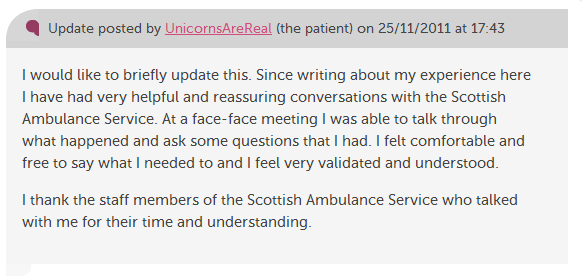 Update posted by UnicornsAreReal (the patient) on 25/11/2011 at 17:43
I would like to briefly update this. Since writing about my experience here
I have had very helpful and reassuring conversations with the Scottish
Ambulance Service. At a face-face meeting I was able to talk through
what happened and ask some questions that I had. I felt comfortable and
free to say what I needed to and I feel very validated and understood.
I thank the staff members of the Scottish Ambulance Service who talked
with me for their time and understanding.